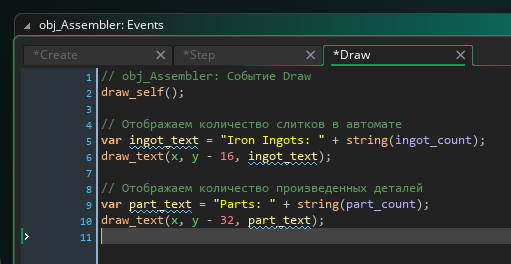 obj_Assembler: Events
*Create
*Step
*Draw
1 // obj_Assembler: Событие Draw
2 draw_self();
3
4 // Отображаем количество слитков в автомате
5 var ingot_text = "Iron Ingots: " + string(ingot_count);
6 draw_text(x, y - 16, ingot_text);
7
8 // Отображаем количество произведенных деталей
9 var part_text = "Parts: " + string(part_count);
10 draw_text(x, y - 32, part_text);
11